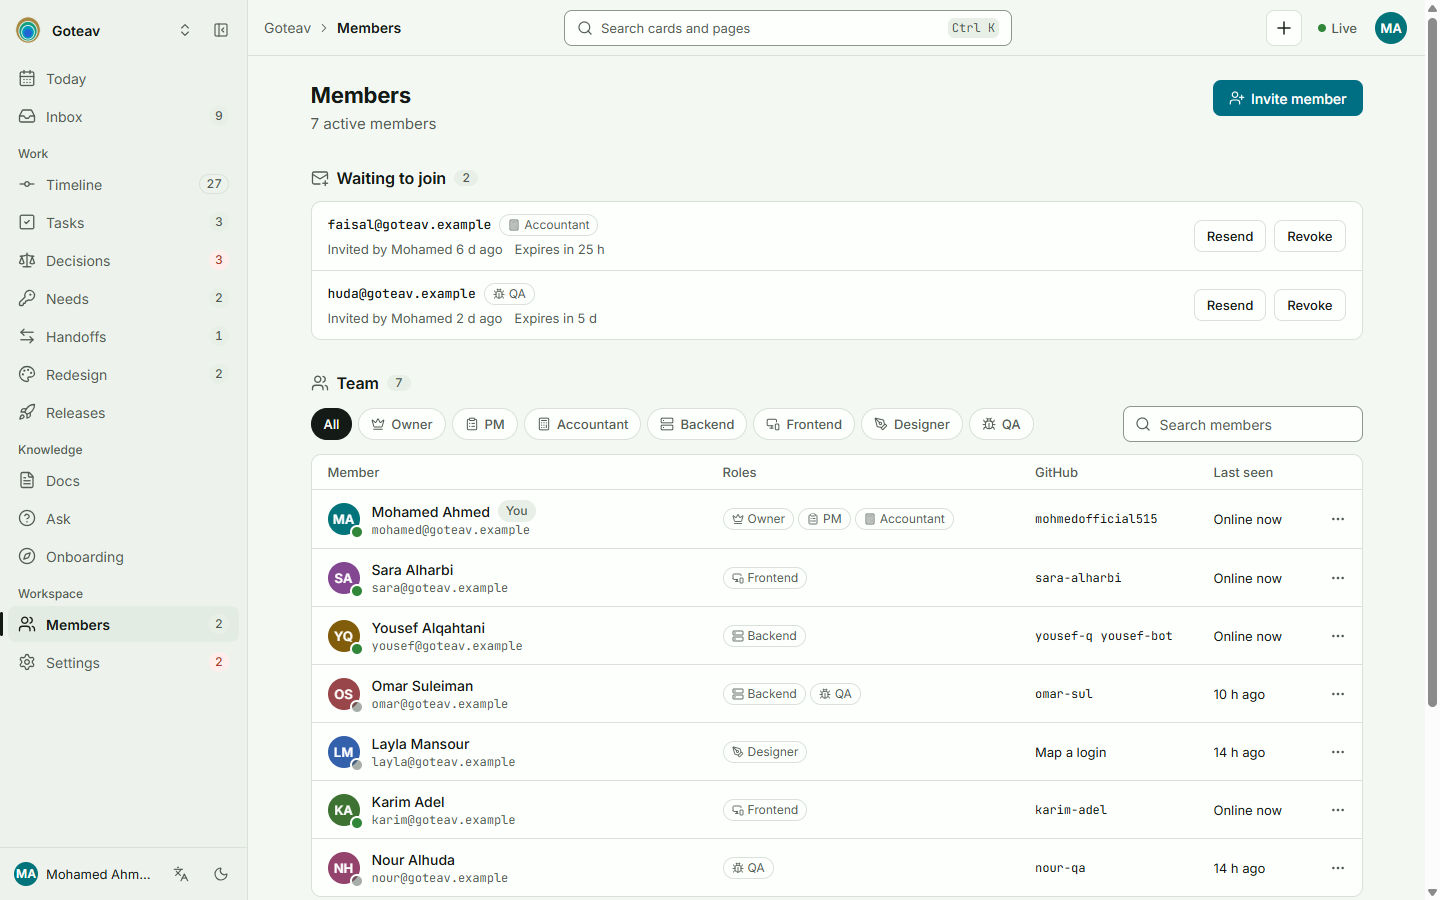 Goteav
Today
Inbox 9
Work
Timeline 27
Tasks 3
Decisions 3
Needs 2
Handoffs 1
Redesign 2
Releases
Knowledge
Docs
Ask
Onboarding
Workspace
Members 2
Settings 2
MA Mohamed Ahm...
Goteav > Members
Search cards and pages Ctrl K
Live MA
Members
7 active members
Invite member
Waiting to join 2
faisal@goteav.example Accountant
Invited by Mohamed 6 d ago Expires in 25 h
Resend Revoke
huda@goteav.example QA
Invited by Mohamed 2 d ago Expires in 5 d
Resend Revoke
Team 7
All Owner PM Accountant Backend Frontend Designer QA
Search members
Member Roles GitHub Last seen
MA Mohamed Ahmed You
mohamed@goteav.example
Owner PM Accountant mohmedofficial515 Online now
SA Sara Alharbi
sara@goteav.example
Frontend sara-alharbi Online now
YQ Yousef Alqahtani
yousef@goteav.example
Backend yousef-q yousef-bot Online now
OS Omar Suleiman
omar@goteav.example
Backend QA omar-sul 10 h ago
LM Layla Mansour
layla@goteav.example
Designer Map a login 14 h ago
KA Karim Adel
karim@goteav.example
Frontend karim-adel Online now
NH Nour Alhuda
nour@goteav.example
QA nour-qa 14 h ago